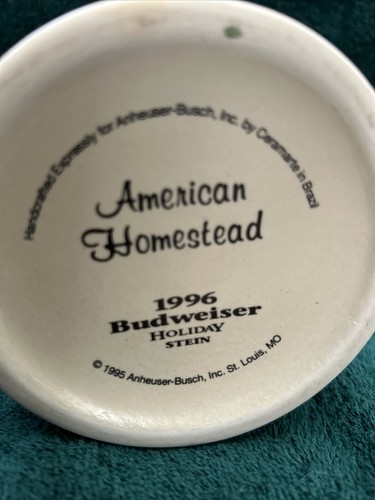 Handcrafted Expressly for Anheuser-Busch, Inc. by Ceramarte in Brazil
American
Homestead
1996
Budweiser
HOLIDAY
STEIN
© 1995 Anheuser-Busch, Inc. St. Louis, MO